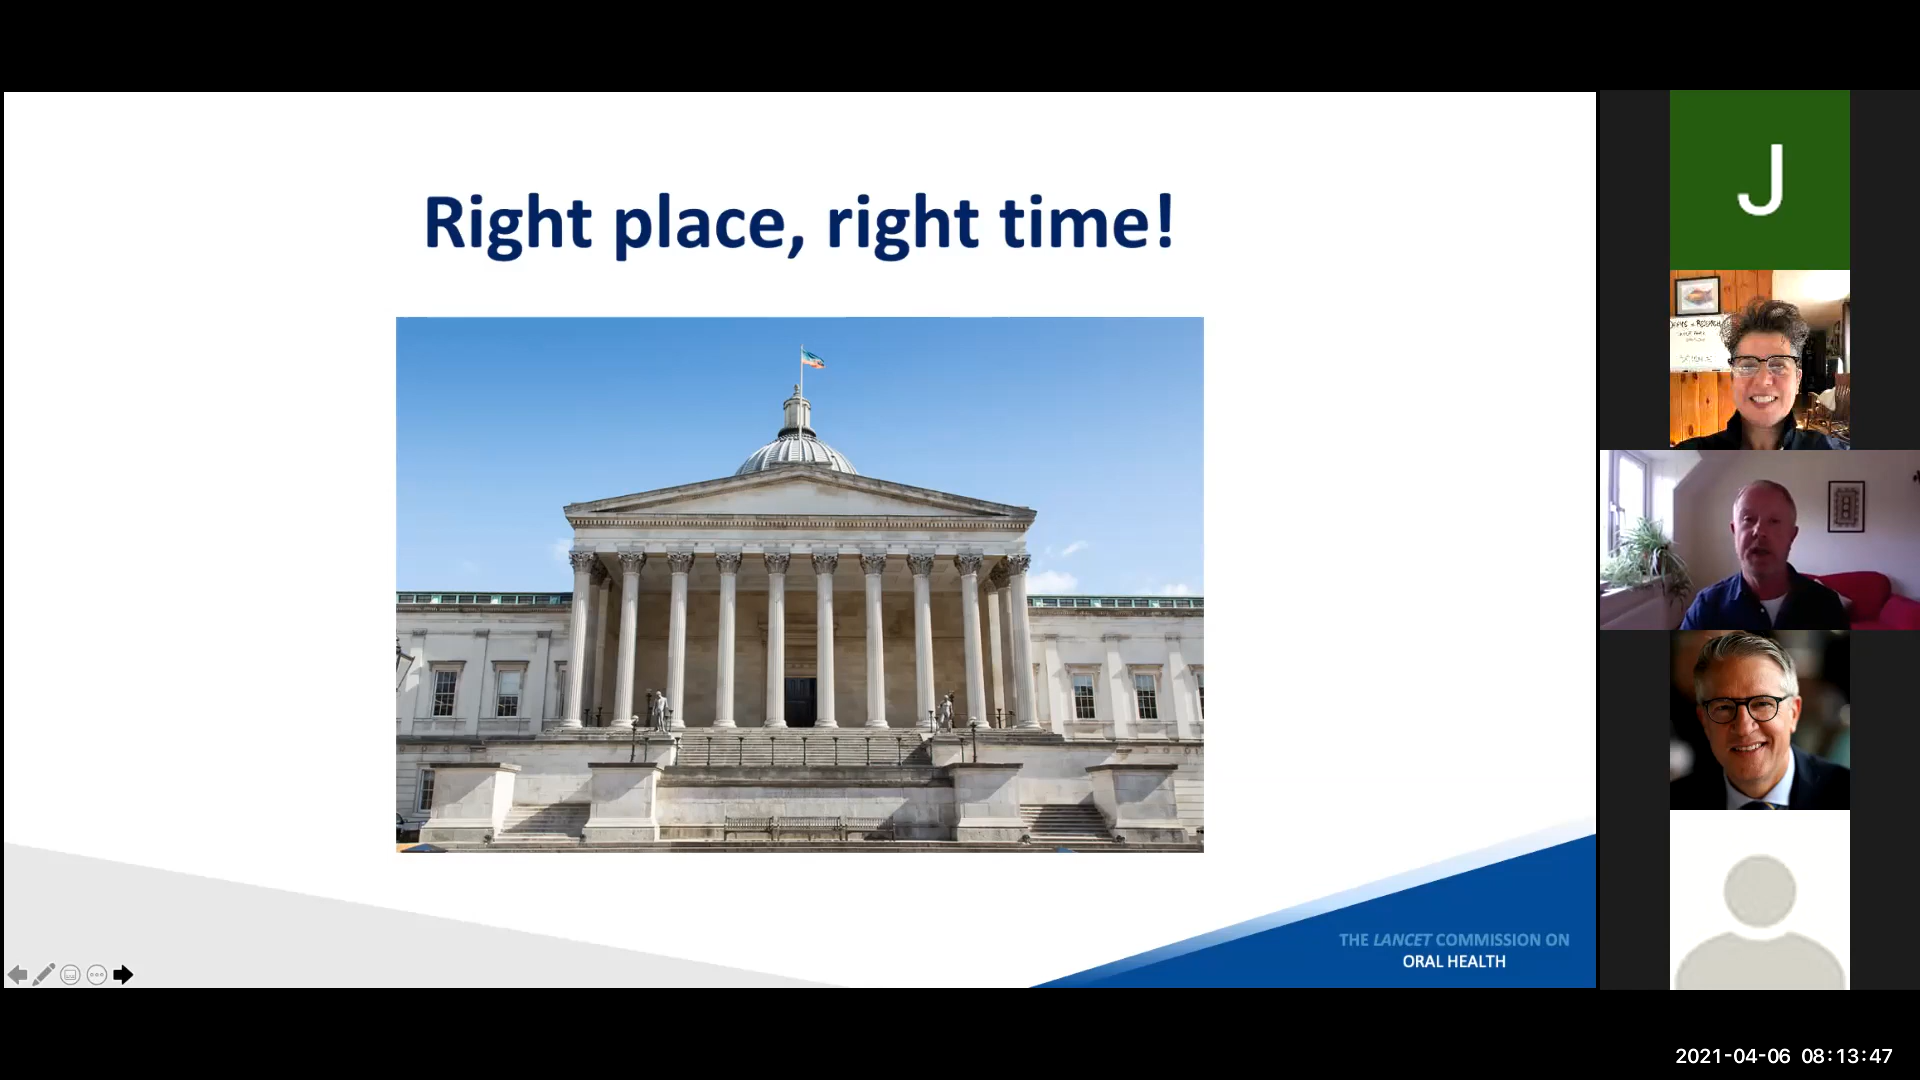 Right place, right time!
THE LANCET COMMISSION ON
ORAL HEALTH
J
2021-04-06 08:13:47